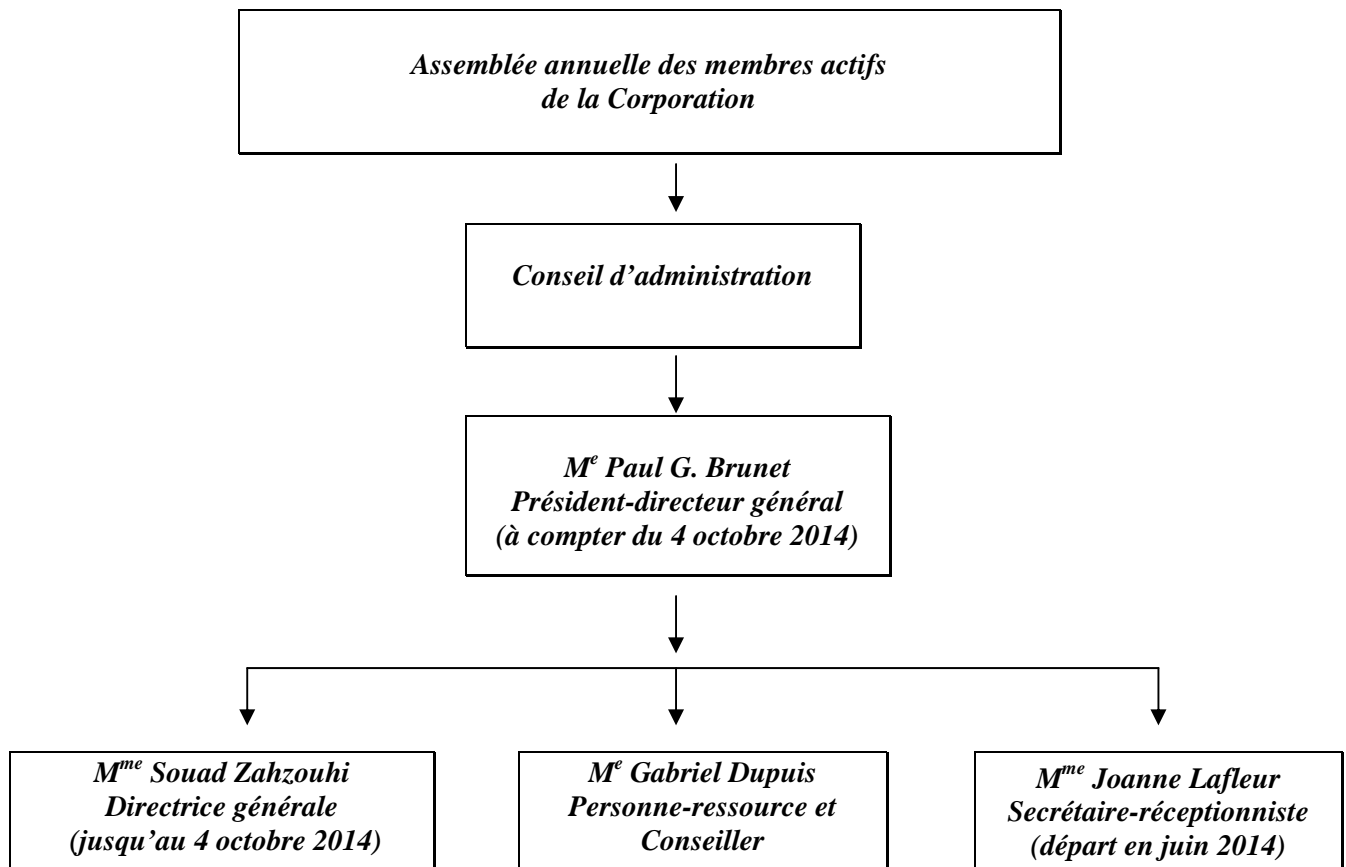 Assemblée annuelle des membres actifs
de la Corporation
Conseil d’administration
Me Paul G. Brunet
Président-directeur général
(à compter du 4 octobre 2014)
Mme Souad Zahzouhi
Directrice générale
(jusqu’au 4 octobre 2014)
Me Gabriel Dupuis
Personne-ressource et
Conseiller
Mme Joanne Lafleur
Secrétaire-réceptionniste
(départ en juin 2014)